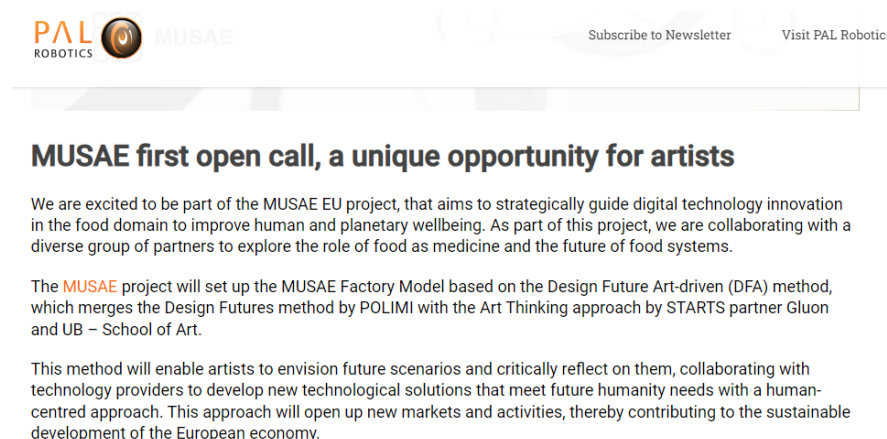 PAL
ROBOTICS
MUSAE
Subscribe to Newsletter
Visit PAL Robotics
MUSAE first open call, a unique opportunity for artists
We are excited to be part of the MUSAE EU project, that aims to strategically guide digital technology innovation
in the food domain to improve human and planetary wellbeing. As part of this project, we are collaborating with a
diverse group of partners to explore the role of food as medicine and the future of food systems.
The MUSAE project will set up the MUSAE Factory Model based on the Design Future Art-driven (DFA) method,
which merges the Design Futures method by POLIMI with the Art Thinking approach by STARTS partner Gluon
and UB – School of Art.
This method will enable artists to envision future scenarios and critically reflect on them, collaborating with
technology providers to develop new technological solutions that meet future humanity needs with a human-
centred approach. This approach will open up new markets and activities, thereby contributing to the sustainable
development of the European economy.